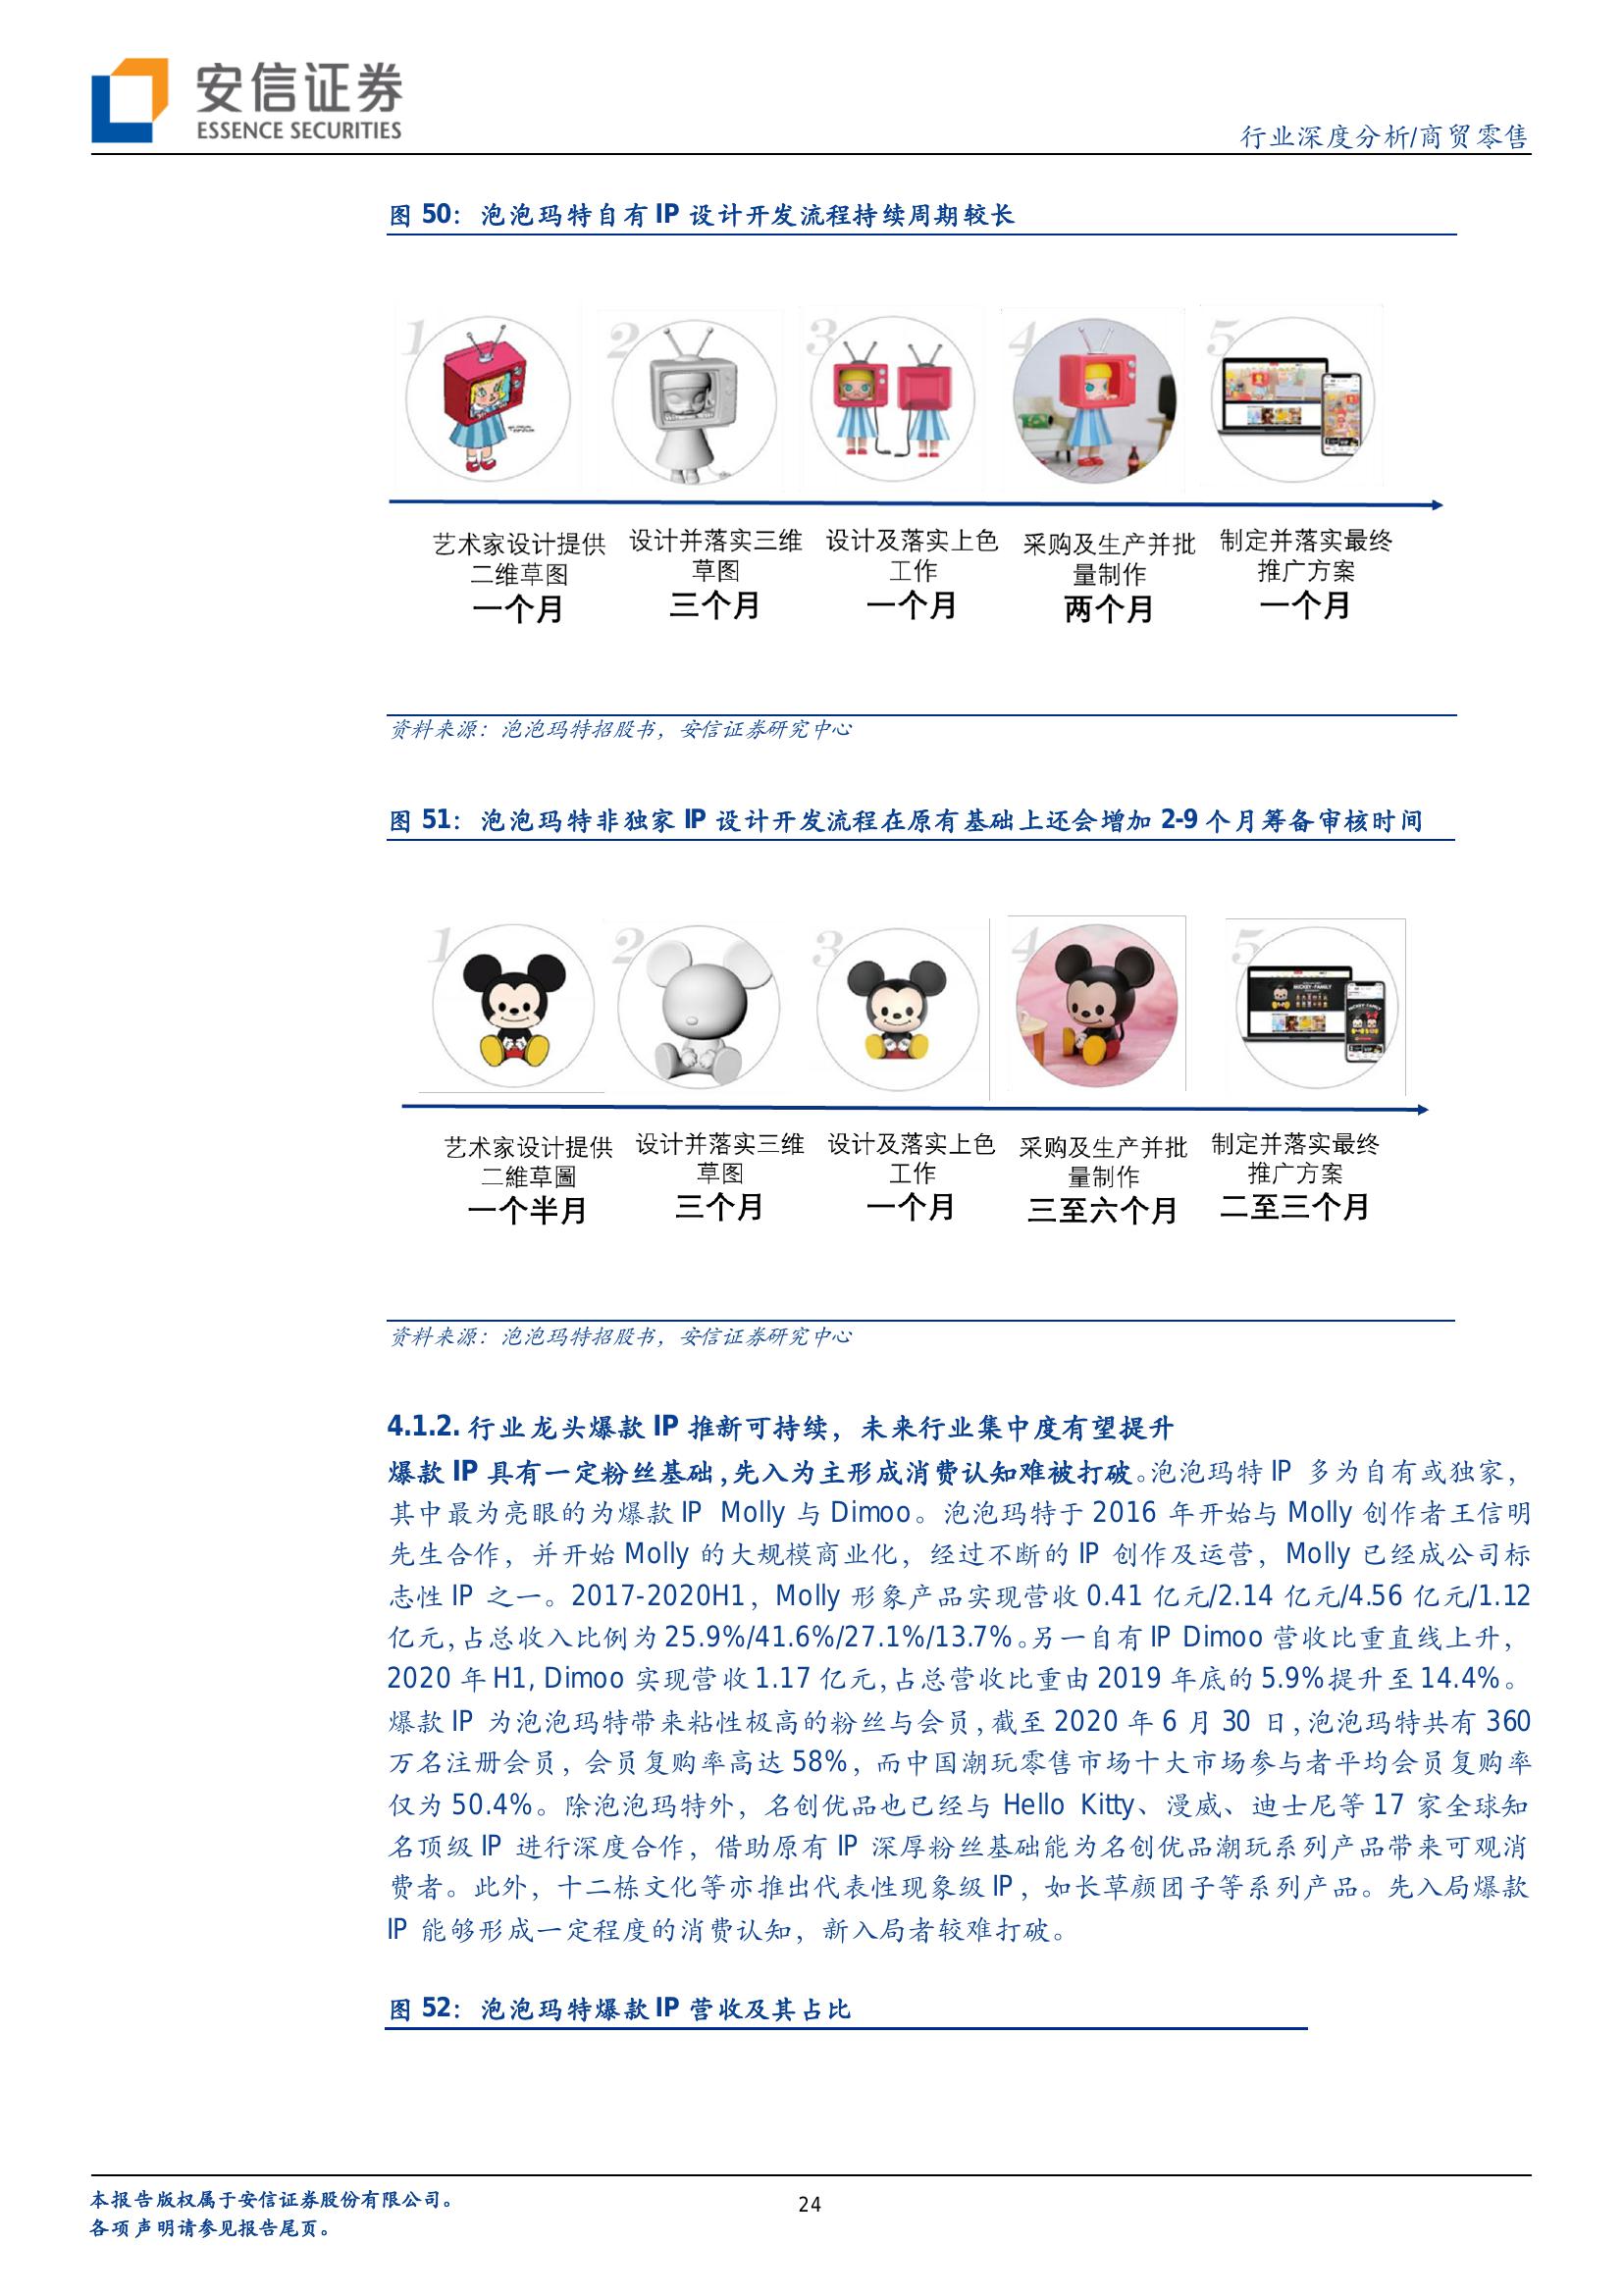 安信证券
ESSENCE SECURITIES
行业深度分析/商贸零售
图 50：泡泡玛特自有 IP 设计开发流程持续周期较长
1
2
3
4
5
艺术家设计提供
二维草图
一个月
设计并落实三维
草图
三个月
设计及落实上色
工作
一个月
采购及生产并批
量制作
两个月
制定并落实最终
推广方案
一个月
资料来源：泡泡玛特招股书，安信证券研究中心
图 51：泡泡玛特非独家 IP 设计开发流程在原有基础上还会增加 2-9 个月筹备审核时间
1
2
3
4
5
MICKEY FAMILY
艺术家设计提供
二維草圖
一个半月
设计并落实三维
草图
三个月
设计及落实上色
工作
一个月
采购及生产并批
量制作
三至六个月
制定并落实最终
推广方案
二至三个月
资料来源：泡泡玛特招股书，安信证券研究中心
4.1.2. 行业龙头爆款 IP 推新可持续，未来行业集中度有望提升
爆款 IP 具有一定粉丝基础，先入为主形成消费认知难被打破。泡泡玛特 IP 多为自有或独家，
其中最为亮眼的为爆款 IP Molly 与 Dimoo。泡泡玛特于 2016 年开始与 Molly 创作者王信明
先生合作，并开始 Molly 的大规模商业化，经过不断的 IP 创作及运营，Molly 已经成公司标
志性 IP 之一。2017-2020H1，Molly 形象产品实现营收 0.41 亿元/2.14 亿元/4.56 亿元/1.12
亿元，占总收入比例为 25.9%/41.6%/27.1%/13.7%。另一自有 IP Dimoo 营收比重直线上升，
2020 年 H1, Dimoo 实现营收 1.17 亿元，占总营收比重由 2019 年底的 5.9%提升至 14.4%。
爆款 IP 为泡泡玛特带来粘性极高的粉丝与会员，截至 2020 年 6 月 30 日，泡泡玛特共有 360
万名注册会员，会员复购率高达 58%，而中国潮玩零售市场十大市场参与者平均会员复购率
仅为 50.4%。除泡泡玛特外，名创优品也已经与 Hello Kitty、漫威、迪士尼等 17 家全球知
名顶级 IP 进行深度合作，借助原有 IP 深厚粉丝基础能为名创优品潮玩系列产品带来可观消
费者。此外，十二栋文化等亦推出代表性现象级 IP，如长草颜团子等系列产品。先入局爆款
IP 能够形成一定程度的消费认知，新入局者较难打破。
图 52：泡泡玛特爆款 IP 营收及其占比
本报告版权属于安信证券股份有限公司。
24
各项声明请参见报告尾页。